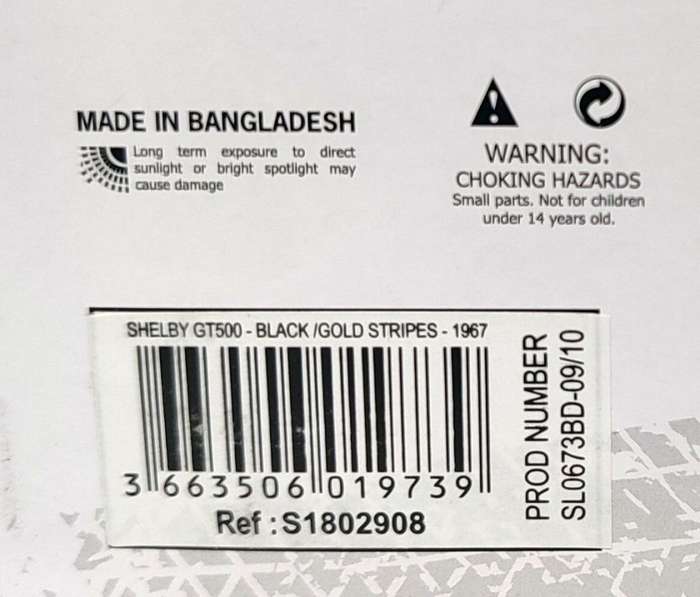 MADE IN BANGLADESH
Long term exposure to direct
sunlight or bright spotlight may
cause damage
WARNING:
CHOKING HAZARDS
Small parts. Not for children
under 14 years old.
SHELBY GT500 - BLACK /GOLD STRIPES - 1967
3 663506 019739
Ref : S1802908
PROD NUMBER
SL0673BD-09/10